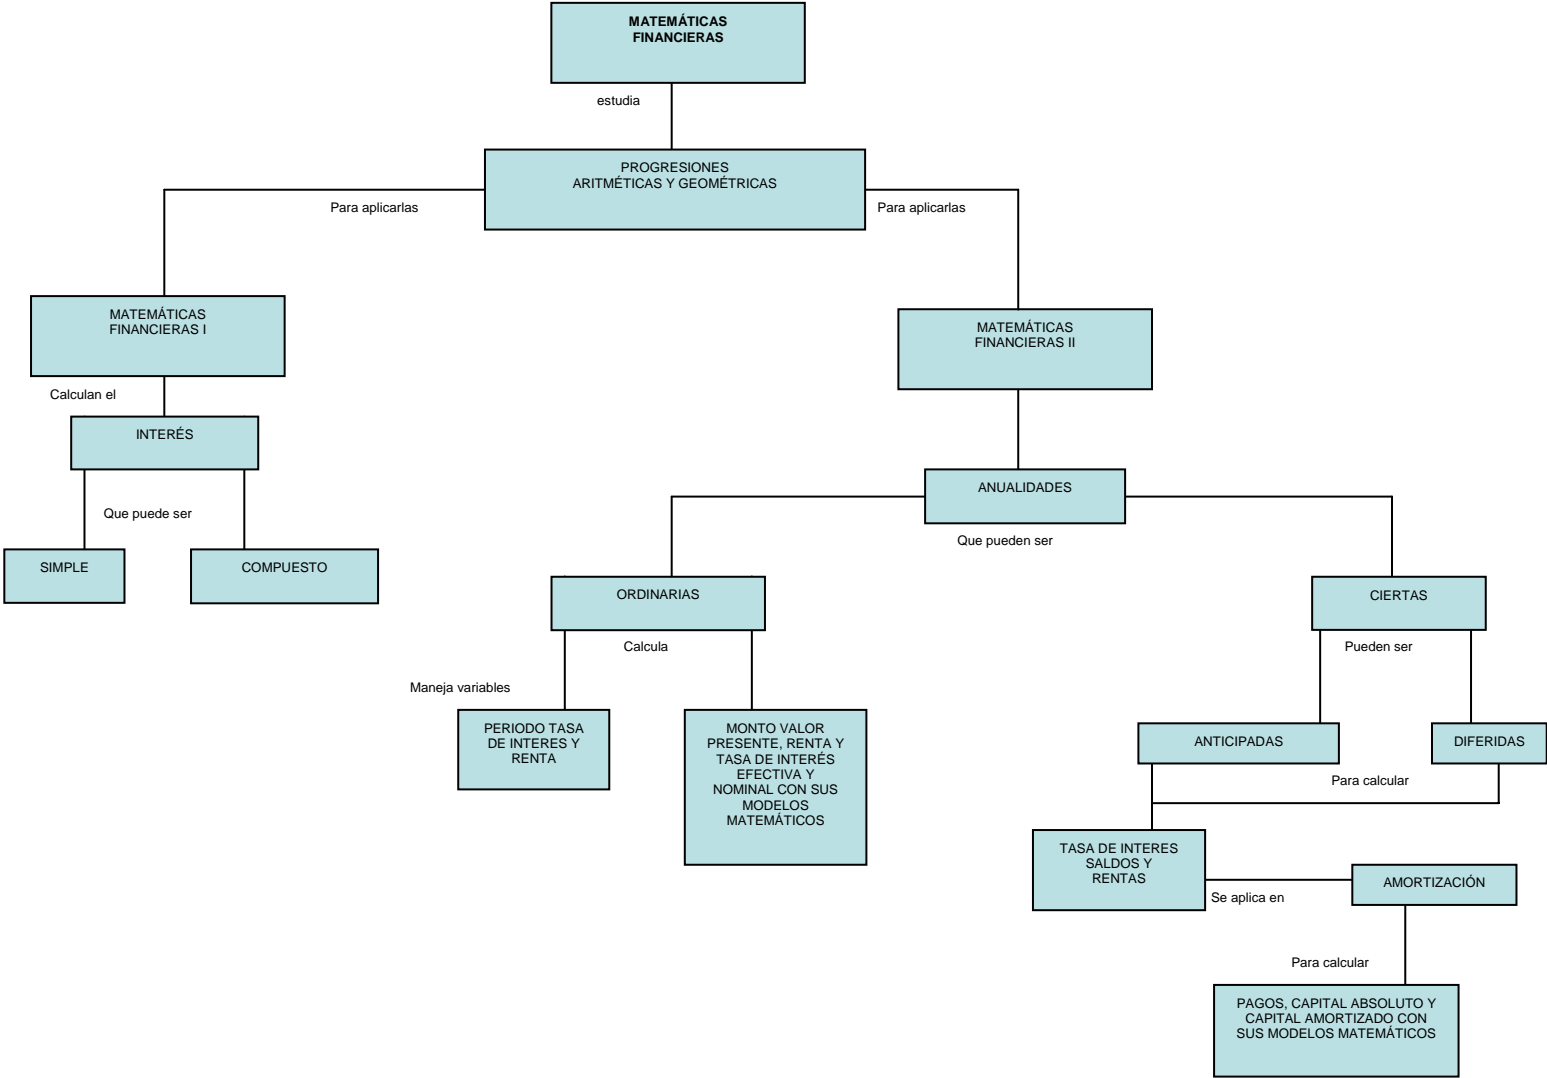 MATEMÁTICAS
FINANCIERAS
estudia
PROGRESIONES
ARITMÉTICAS Y GEOMÉTRICAS
Para aplicarlas
Para aplicarlas
MATEMÁTICAS
FINANCIERAS I
MATEMÁTICAS
FINANCIERAS II
Calculan el
INTERÉS
ANUALIDADES
Que puede ser
Que pueden ser
SIMPLE
COMPUESTO
ORDINARIAS
CIERTAS
Calcula
Pueden ser
Maneja variables
PERIODO TASA
DE INTERES Y
RENTA
MONTO VALOR
PRESENTE, RENTA Y
TASA DE INTERÉS
EFECTIVA Y
NOMINAL CON SUS
MODELOS
MATEMÁTICOS
ANTICIPADAS
DIFERIDAS
Para calcular
TASA DE INTERES
SALDOS Y
RENTAS
Se aplica en
AMORTIZACIÓN
Para calcular
PAGOS, CAPITAL ABSOLUTO Y
CAPITAL AMORTIZADO CON
SUS MODELOS MATEMÁTICOS